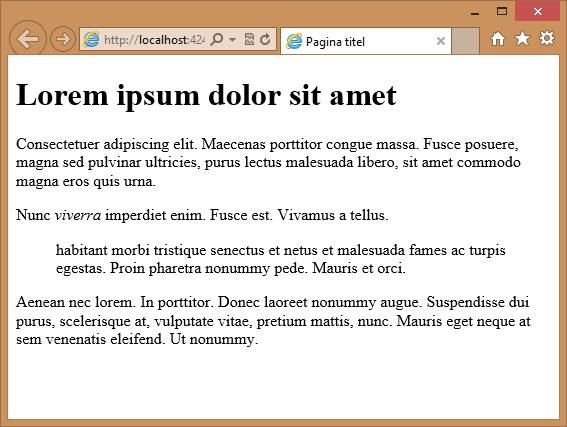 http://localhost:424
Pagina titel
Lorem ipsum dolor sit amet
Consectetuer adipiscing elit. Maecenas porttitor congue massa. Fusce posuere,
magna sed pulvinar ultricies, purus lectus malesuada libero, sit amet commodo
magna eros quis urna.
Nunc viverra imperdiet enim. Fusce est. Vivamus a tellus.
habitant morbi tristique senectus et netus et malesuada fames ac turpis
egestas. Proin pharetra nonummy pede. Mauris et orci.
Aenean nec lorem. In porttitor. Donec laoreet nonummy augue. Suspendisse dui
purus, scelerisque at, vulputate vitae, pretium mattis, nunc. Mauris eget neque at
sem venenatis eleifend. Ut nonummy.